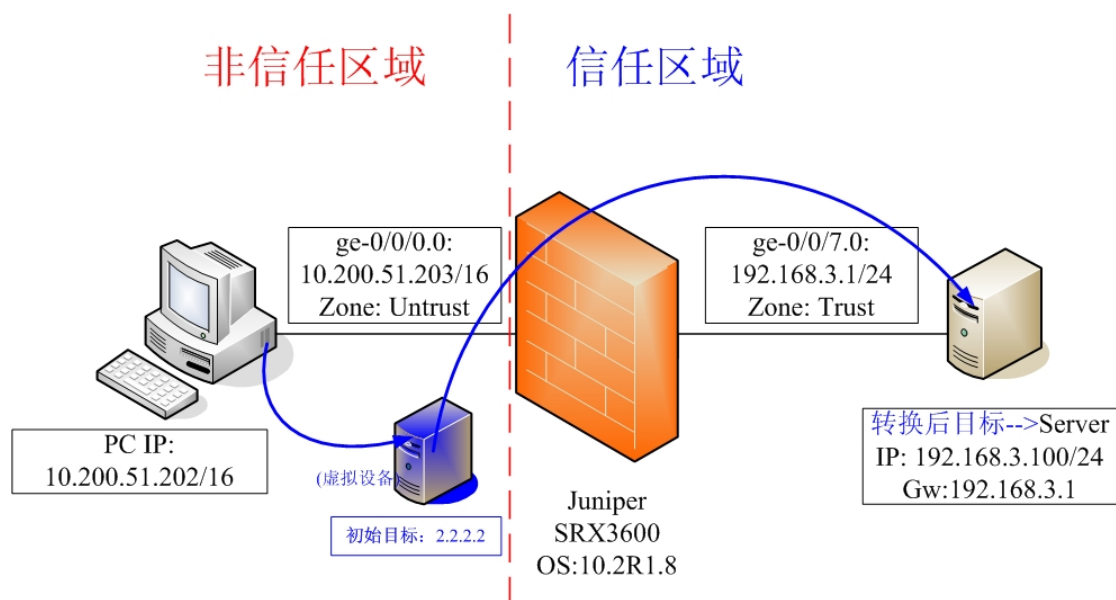 非信任区域
信任区域
ge-0/0/0.0:
10.200.51.203/16
Zone: Untrust
ge-0/0/7.0:
192.168.3.1/24
Zone: Trust
PC IP:
10.200.51.202/16
(虚拟设备)
初始目标：2.2.2.2
Juniper
SRX3600
OS:10.2R1.8
转换后目标-->Server
IP: 192.168.3.100/24
Gw:192.168.3.1